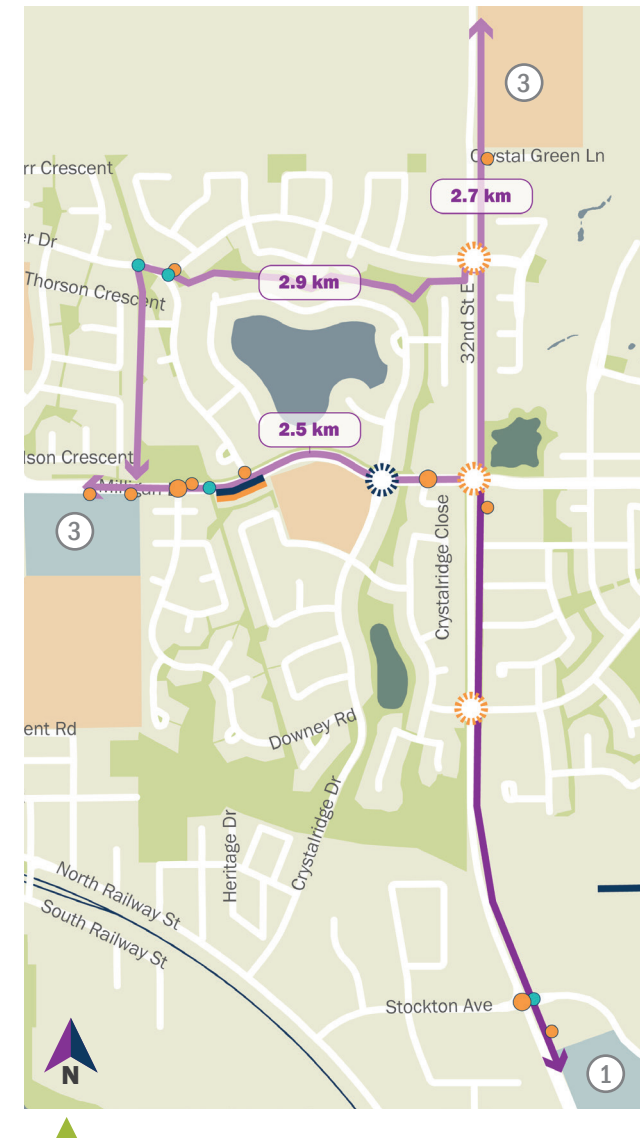 3
Crystal Green Ln
rr Crescent
2.7 km
er Dr
Thorson Crescent
2.9 km
32nd St E
2.5 km
lson Crescent
3
Crystalridge Close
Downey Rd
ent Rd
Crystalridge Dr
Heritage Dr
North Railway St
South Railway St
Stockton Ave
N
1